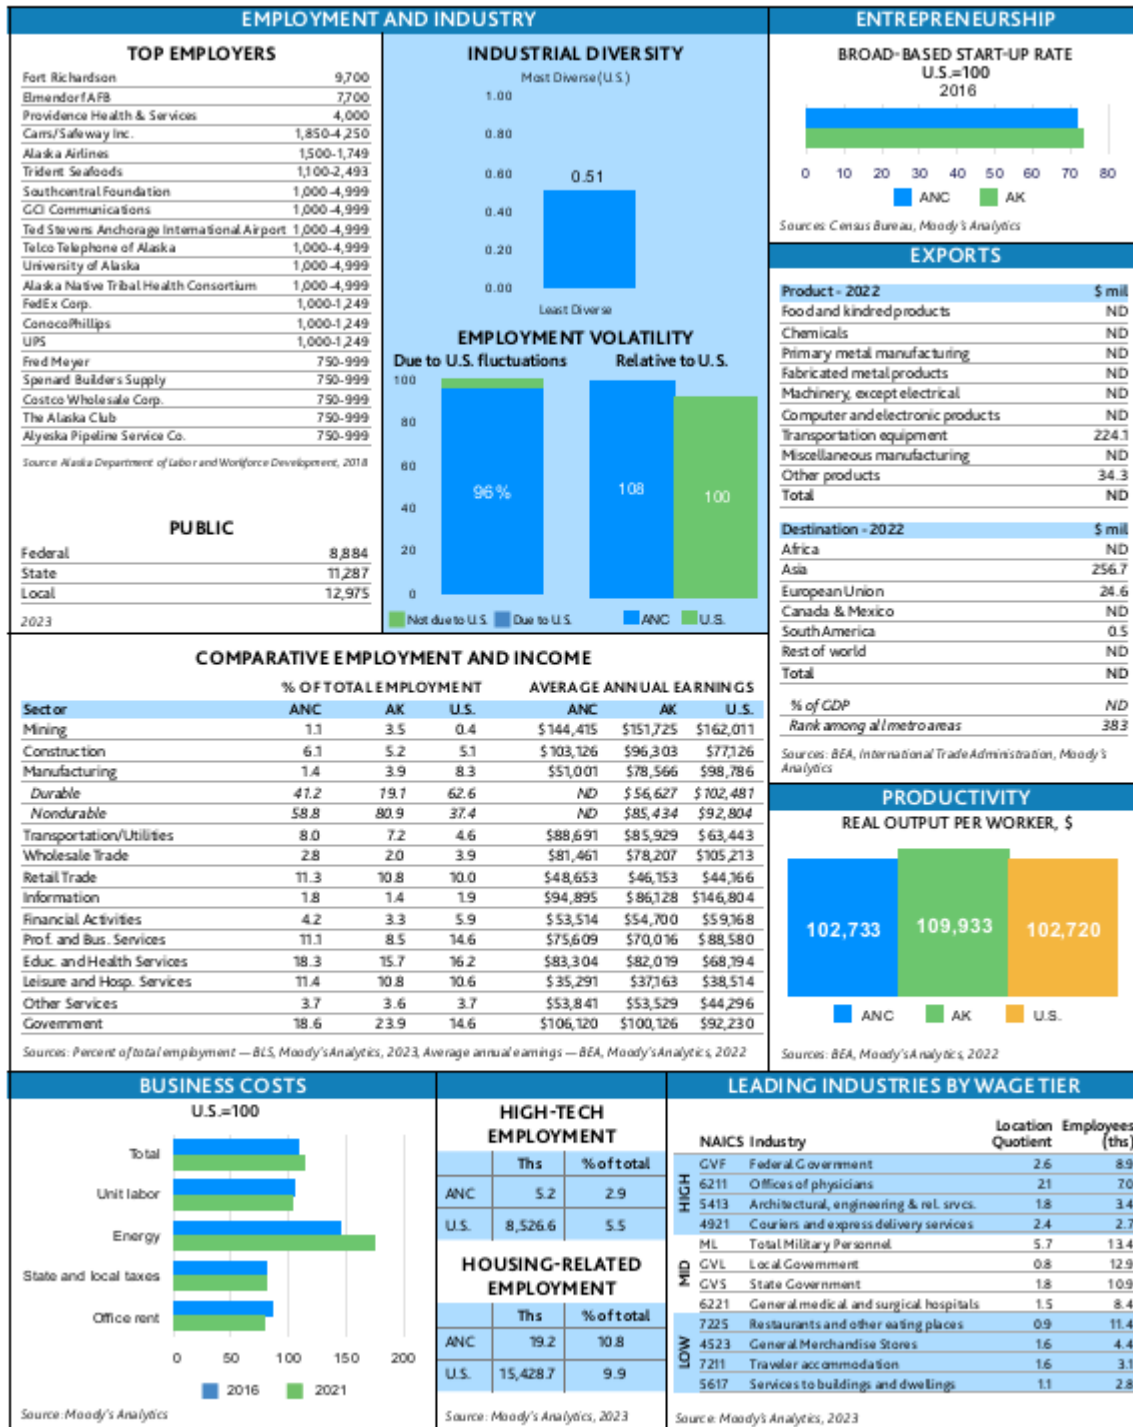 EMPLOYMENT AND INDUSTRY
TOP EMPLOYERS
Fort Richardson 9,700
Elmendorf AFB 7,700
Providence Health & Services 4,000
Carrs/Safeway Inc. 1,850-4,250
Alaska Airlines 1,500-1,749
Trident Seafoods 1,100-2,493
Southcentral Foundation 1,000-4,999
GCI Communications 1,000-4,999
Ted Stevens Anchorage International Airport 1,000-4,999
Telco Telephone of Alaska 1,000-4,999
University of Alaska 1,000-4,999
Alaska Native Tribal Health Consortium 1,000-4,999
FedEx Corp. 1,000-1,249
ConocoPhillips 1,000-1,249
UPS 1,000-1,249
Fred Meyer 750-999
Spenard Builders Supply 750-999
Costco Wholesale Corp. 750-999
The Alaska Club 750-999
Alyeska Pipeline Service Co. 750-999
Source: Alaska Department of Labor and Workforce Development, 2018
PUBLIC
Federal 8,884
State 11,287
Local 12,975
2023
INDUSTRIAL DIVERSITY
Most Diverse (U.S.)
1.00
0.80
0.60
0.40
0.20
0.00
0.51
Least Diverse
EMPLOYMENT VOLATILITY
Due to U.S. fluctuations Relative to U.S.
100
80
60
40
20
0
96%
108
100
Not due to U.S. Due to U.S. ANC U.S.
ENTREPRENEURSHIP
BROAD-BASED START-UP RATE
U.S.=100
2016
0 10 20 30 40 50 60 70 80
ANC AK
Sources: Census Bureau, Moody's Analytics
EXPORTS
Product - 2022 $ mil
Food and kindred products ND
Chemicals ND
Primary metal manufacturing ND
Fabricated metal products ND
Machinery, except electrical ND
Computer and electronic products ND
Transportation equipment 224.1
Miscellaneous manufacturing ND
Other products 34.3
Total ND
Destination - 2022 $ mil
Africa ND
Asia 256.7
European Union 24.6
Canada & Mexico ND
South America 0.5
Rest of world ND
Total ND
% of GDP ND
Rank among all metro areas 383
Sources: BEA, International Trade Administration, Moody's
Analytics
COMPARATIVE EMPLOYMENT AND INCOME
% OF TOTAL EMPLOYMENT AVERAGE ANNUAL EARNINGS
Sector ANC AK U.S. ANC AK U.S.
Mining 1.1 3.5 0.4 $144,415 $151,725 $162,011
Construction 6.1 5.2 5.1 $103,126 $96,303 $77,126
Manufacturing 1.4 3.9 8.3 $51,001 $78,566 $98,786
Durable 41.2 19.1 62.6 ND $56,627 $102,481
Nondurable 58.8 80.9 37.4 ND $85,434 $92,804
Transportation/Utilities 8.0 7.2 4.6 $88,691 $85,929 $63,443
Wholesale Trade 2.8 2.0 3.9 $81,461 $78,207 $105,213
Retail Trade 11.3 10.8 10.0 $48,653 $46,153 $44,166
Information 1.8 1.4 1.9 $94,895 $86,128 $146,804
Financial Activities 4.2 3.3 5.9 $53,514 $54,700 $59,168
Prof. and Bus. Services 11.1 8.5 14.6 $75,609 $70,016 $88,580
Educ. and Health Services 18.3 15.7 16.2 $83,304 $82,019 $68,194
Leisure and Hosp. Services 11.4 10.8 10.6 $35,291 $37,163 $38,514
Other Services 3.7 3.6 3.7 $53,841 $53,529 $44,296
Government 18.6 23.9 14.6 $106,120 $100,126 $92,230
Sources: Percent of total employment — BLS, Moody's Analytics, 2023, Average annual earnings — BEA, Moody's Analytics, 2022
PRODUCTIVITY
REAL OUTPUT PER WORKER, $
102,733 109,933 102,720
ANC AK U.S.
Sources: BEA, Moody's Analytics, 2022
BUSINESS COSTS
U.S.=100
Total
Unit labor
Energy
State and local taxes
Office rent
0 50 100 150 200
2016 2021
Source: Moody's Analytics
HIGH-TECH
EMPLOYMENT
Ths % of total
ANC 5.2 2.9
U.S. 8,526.6 5.5
HOUSING-RELATED
EMPLOYMENT
Ths % of total
ANC 19.2 10.8
U.S. 15,428.7 9.9
Source: Moody's Analytics, 2023
LEADING INDUSTRIES BY WAGE TIER
Location Employees
NAICS Industry Quotient (ths)
HIGH
GVF Federal Government 2.6 8.9
6211 Offices of physicians 2.1 7.0
5413 Architectural, engineering & rel. srvcs. 1.8 3.4
4921 Couriers and express delivery services 2.4 2.7
MID
ML Total Military Personnel 5.7 13.4
GVL Local Government 0.8 12.9
GVS State Government 1.8 10.9
6221 General medical and surgical hospitals 1.5 8.4
LOW
7225 Restaurants and other eating places 0.9 11.4
4523 General Merchandise Stores 1.6 4.4
7211 Traveler accommodation 1.6 3.1
5617 Services to buildings and dwellings 1.1 2.8
Source: Moody's Analytics, 2023